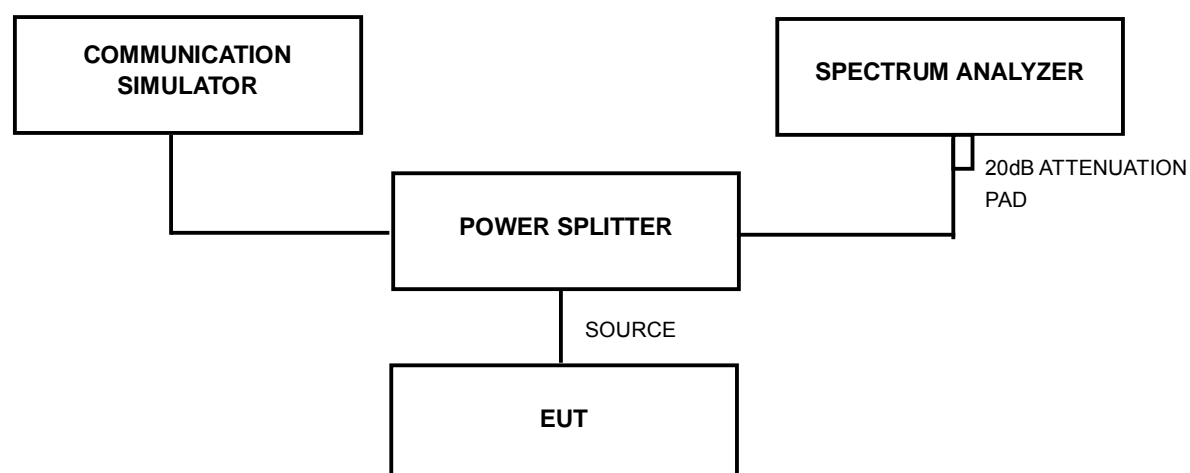 COMMUNICATION
SIMULATOR
SPECTRUM ANALYZER
20dB ATTENUATION
PAD
POWER SPLITTER
SOURCE
EUT